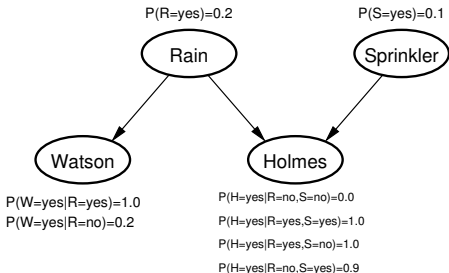 P(R=yes)=0.2
P(S=yes)=0.1
Rain
Sprinkler
Watson
Holmes
P(W=yes|R=yes)=1.0
P(W=yes|R=no)=0.2
P(H=yes|R=no,S=no)=0.0
P(H=yes|R=yes,S=yes)=1.0
P(H=yes|R=yes,S=no)=1.0
P(H=yes|R=no,S=yes)=0.9